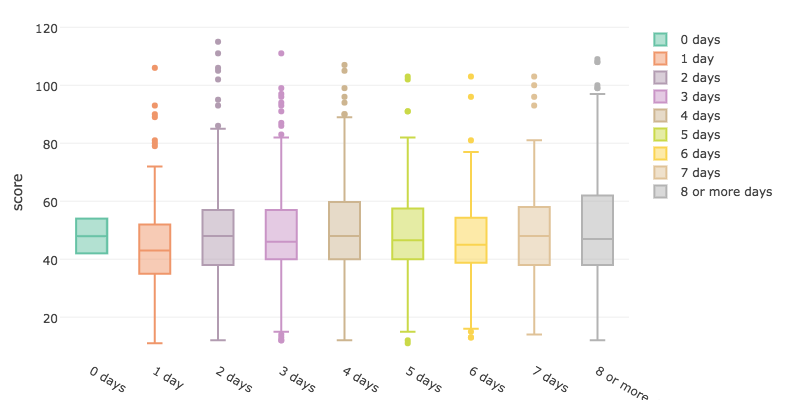 120
100
80
60
40
20
score
0 days
1 day
2 days
3 days
4 days
5 days
6 days
7 days
8 or more
0 days
1 day
2 days
3 days
4 days
5 days
6 days
7 days
8 or more days